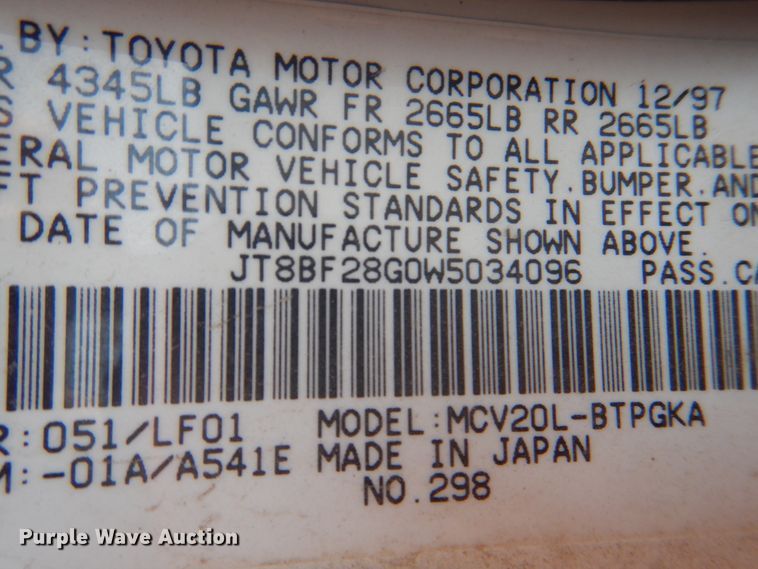 BY: TOYOTA MOTOR CORPORATION 12/97
R 4345LB GAWR FR 2665LB RR 2665LB
S VEHICLE CONFORMS TO ALL APPLICABLE
ERAL MOTOR VEHICLE SAFETY. BUMPER. AND
FT PREVENTION STANDARDS IN EFFECT ON
DATE OF MANUFACTURE SHOWN ABOVE.
JT8BF28G0W5034096 PASS. CA
R: 051/LF01 MODEL: MCV20L-BTPGKA
M: -01A/A541E MADE IN JAPAN
NO. 298
Purple Wave Auction